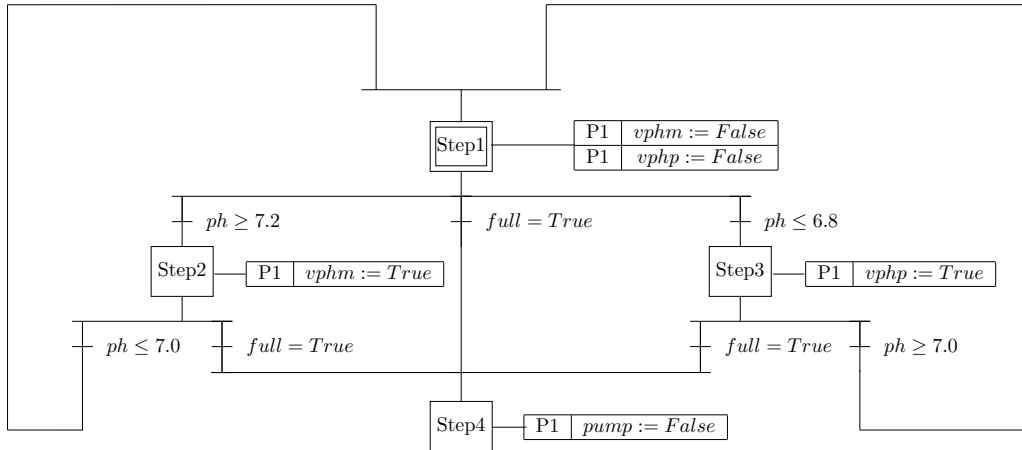 Step1
P1 vphm := False
P1 vphp := False
ph ≥ 7.2
full = True
ph ≤ 6.8
Step2
P1 vphm := True
Step3
P1 vphp := True
ph ≤ 7.0
full = True
full = True
ph ≥ 7.0
Step4
P1 pump := False